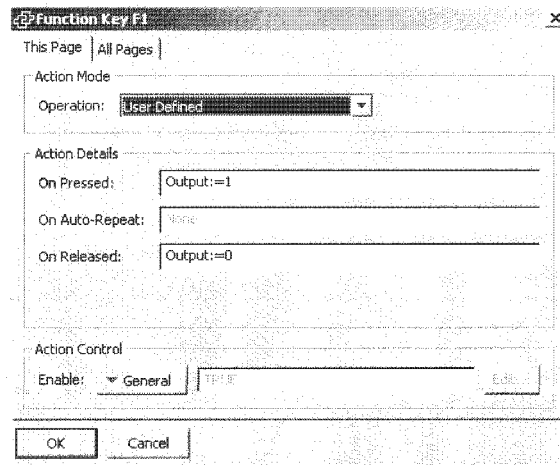 Function Key F1
This Page All Pages
Action Mode
Operation: User Defined
Action Details
On Pressed: Output:=1
On Auto-Repeat: None
On Released: Output:=0
Action Control
Enable: General TRUE Edit...
OK Cancel